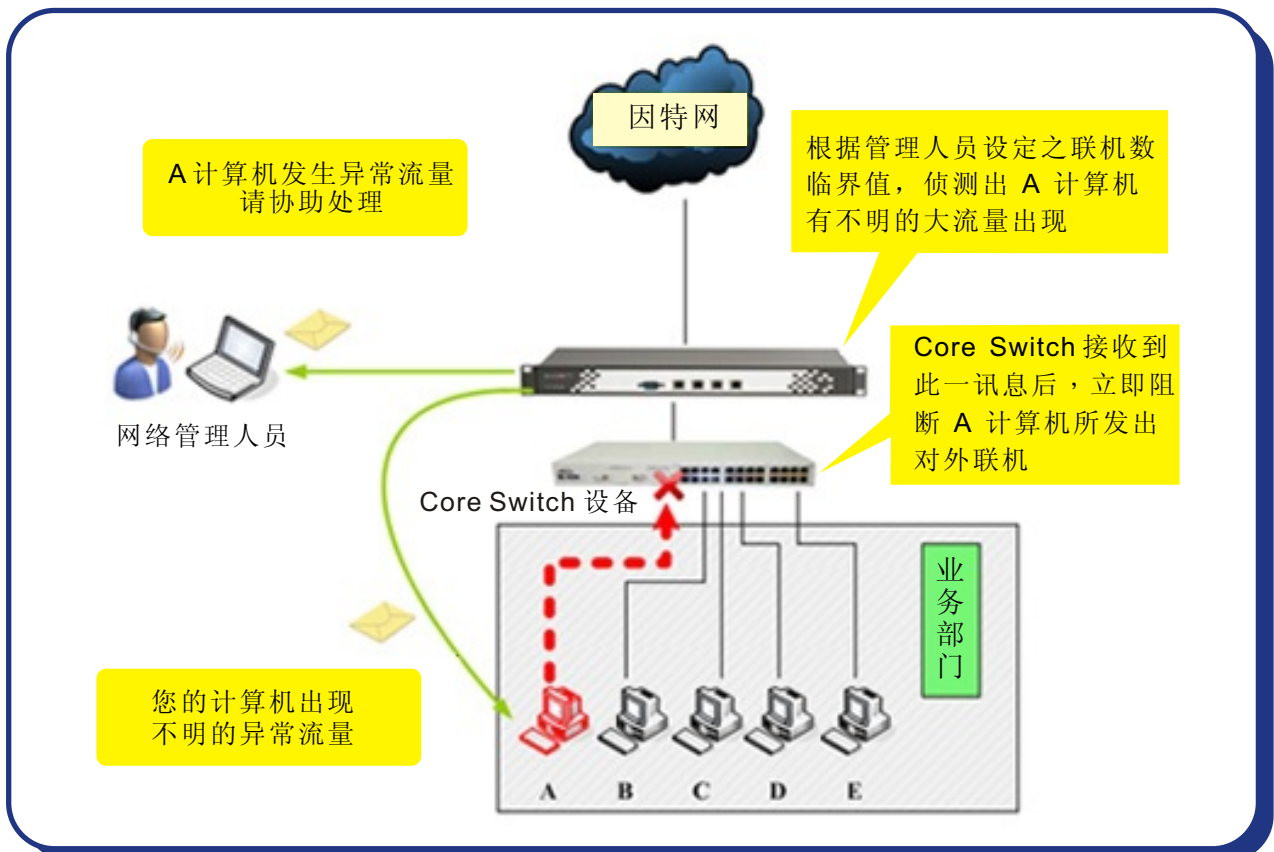 因特网
A 计算机发生异常流量
请协助处理
根据管理人员设定之联机数
临界值，侦测出 A 计算机
有不明的大流量出现
Core Switch 接收到
此一讯息后，立即阻
断 A 计算机所发出
对外联机
网络管理人员
Core Switch 设备
业
务
部
门
您的计算机出现
不明的异常流量
A B C D E